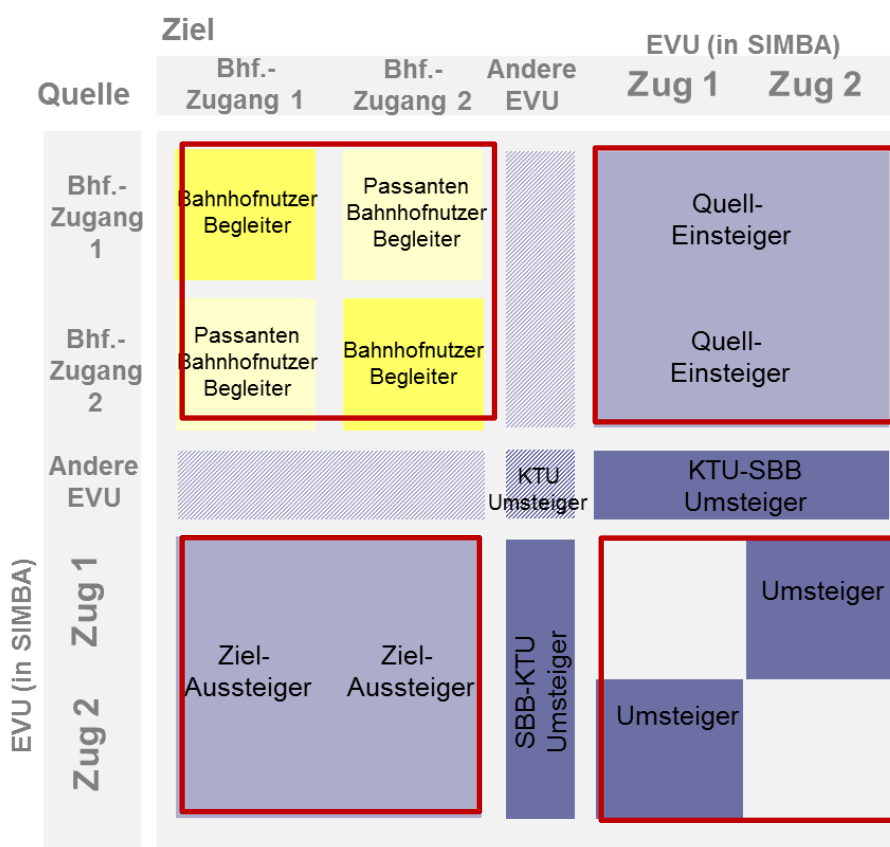 Ziel
EVU (in SIMBA)
Quelle
Bhf.-
Zugang 1
Bhf.-
Zugang 2
Andere
EVU
Zug 1
Zug 2
Bhf.-
Zugang
1
Bahnhofnutzer
Begleiter
Passanten
Bahnhofnutzer
Begleiter
Quell-
Einsteiger
Bhf.-
Zugang
2
Passanten
Bahnhofnutzer
Begleiter
Bahnhofnutzer
Begleiter
Quell-
Einsteiger
Andere
EVU
KTU
Umsteiger
KTU-SBB
Umsteiger
EVU (in SIMBA)
Zug 1
Zug 2
Ziel-
Aussteiger
Ziel-
Aussteiger
SBB-KTU
Umsteiger
Umsteiger
Umsteiger